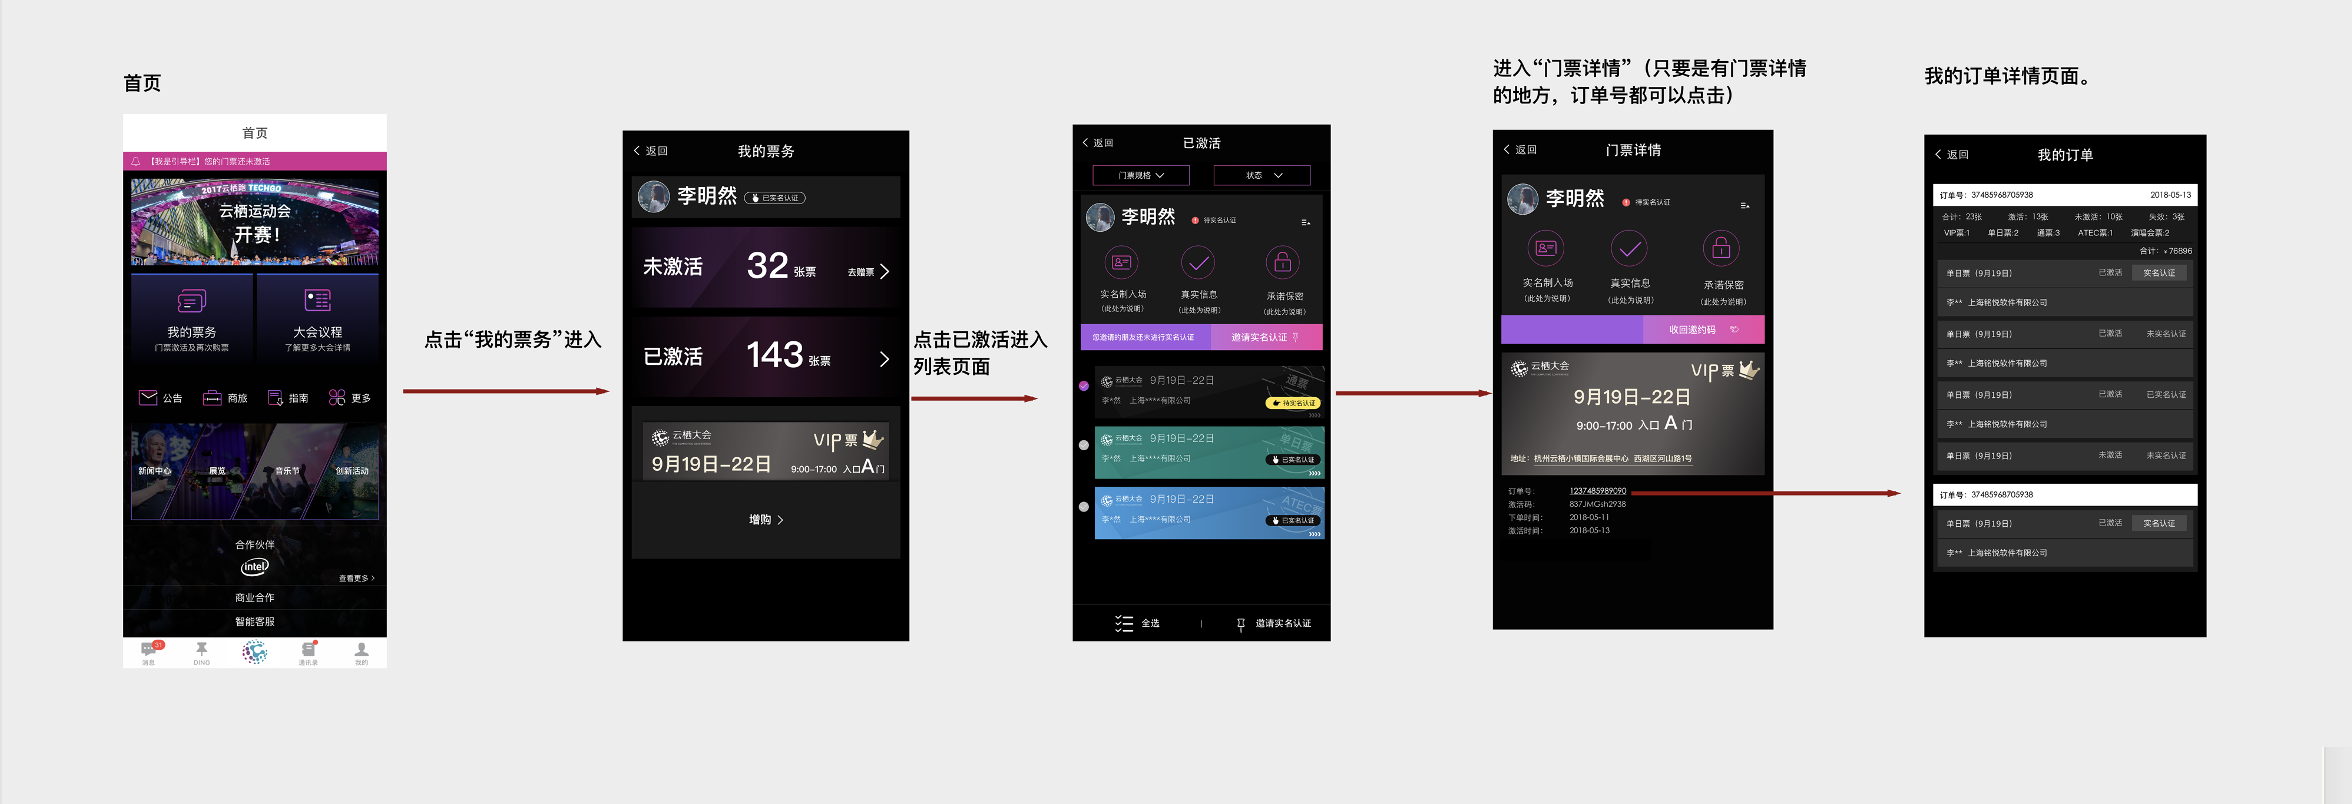 首页
首页
【我是引导栏】您的门票还未激活
2017云栖跑 TECHGO
云栖运动会
开赛!
我的票务
门票激活及再次购票
大会议程
了解更多大会详情
公告
商旅
指南
更多
新闻中心
展览
音乐节
创新活动
合作伙伴
intel
查看更多 >
商业合作
智能客服
31
消息
DING
通讯录
我的
点击“我的票务”进入
返回
我的票务
李明然
已实名认证
未激活 32 张票 去赠票
已激活 143 张票
云栖大会
VIP 票
9月19日-22日 9:00-17:00 入口A门
增购
点击已激活进入
列表页面
返回
已激活
门票规格
状态
李明然
待实名认证
实名制入场
(此处为说明)
真实信息
(此处为说明)
承诺保密
(此处为说明)
您邀请的朋友还未进行实名认证
邀请实名认证
云栖大会 9月19日-22日
通票
李*然 上海****有限公司
待实名认证
云栖大会 9月19日-22日
单日票
李*然 上海****有限公司
已实名认证
云栖大会 9月19日-22日
ATEC票
李*然 上海****有限公司
已实名认证
全选
邀请实名认证
进入“门票详情”（只要是有门票详情
的地方，订单号都可以点击）
返回
门票详情
李明然
待实名认证
实名制入场
(此处为说明)
真实信息
(此处为说明)
承诺保密
(此处为说明)
收回邀约码
云栖大会
VIP 票
9月19日-22日
9:00-17:00 入口 A 门
地址：杭州云栖小镇国际会展中心 西湖区河山路1号
订单号： 1237485989090
激活码： 837JMGsh2938
下单时间： 2018-05-11
激活时间： 2018-05-13
我的订单详情页面。
返回
我的订单
订单号：37485968705938 2018-05-13
合计：23张 激活：13张 未激活：10张 失效：3张
VIP票:1 单日票:2 通票:3 ATEC票:1 演唱会票:2
合计：¥76896
单日票（9月19日） 已激活 实名认证
李** 上海铭悦软件有限公司
单日票（9月19日） 已激活 未实名认证
李** 上海铭悦软件有限公司
单日票（9月19日） 已激活 已实名认证
李** 上海铭悦软件有限公司
单日票（9月19日） 未激活 未实名认证
订单号：37485968705938
单日票（9月19日） 已激活 实名认证
李** 上海铭悦软件有限公司